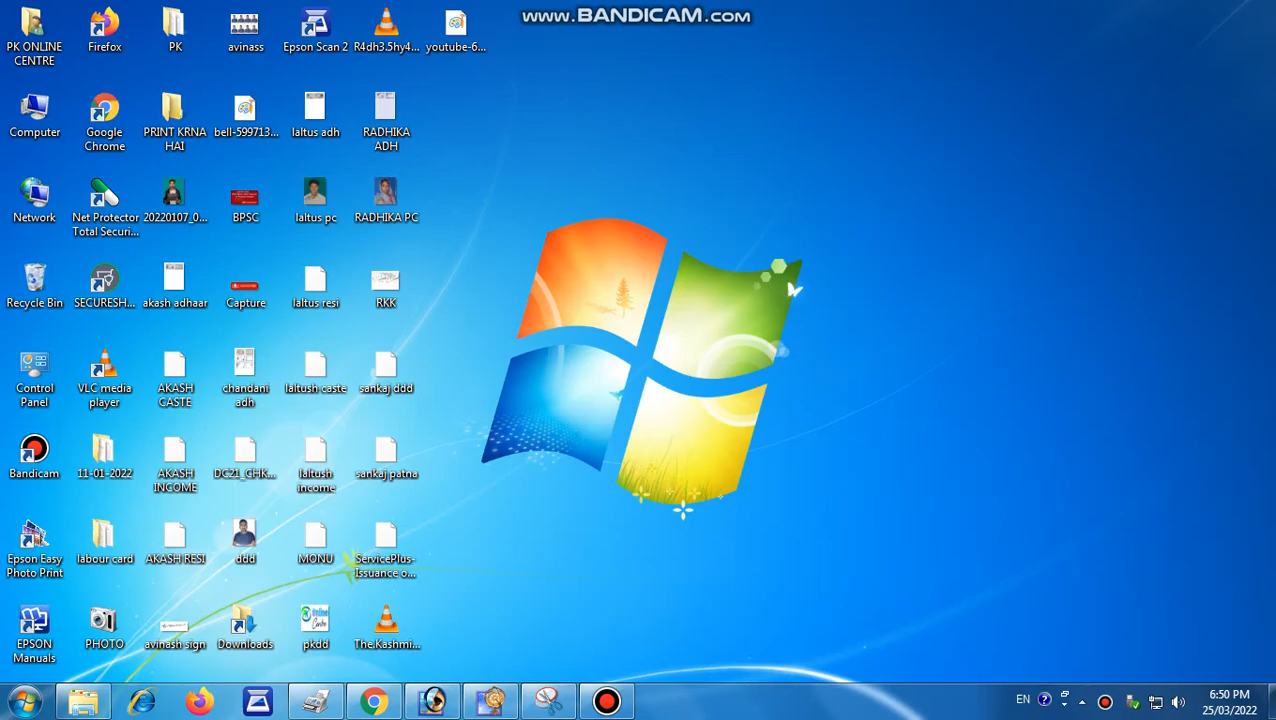 www.BANDICAM.com
PK ONLINE
CENTRE
Firefox
PK
avinass
Epson Scan 2
R4dh3.5hy4...
youtube-6...
Computer
Google
Chrome
PRINT KRNA
HAI
bell-599713...
laltus adh
RADHIKA
ADH
Network
Net Protector
Total Securi...
20220107_0...
BPSC
laltus pc
RADHIKA PC
Recycle Bin
SECURESH...
akash adhaar
Capture
laltus resi
RKK
Control
Panel
VLC media
player
AKASH
CASTE
chandani
adh
laltush caste
sankaj ddd
Bandicam
11-01-2022
AKASH
INCOME
DC21_CHK...
laltush
income
sankaj patna
Epson Easy
Photo Print
labour card
AKASH RESI
ddd
MONU
ServicePlus-
Issuance o...
EPSON
Manuals
PHOTO
avinash sign
Downloads
pkdd
The.Kashmi...
EN
6:50 PM
25/03/2022